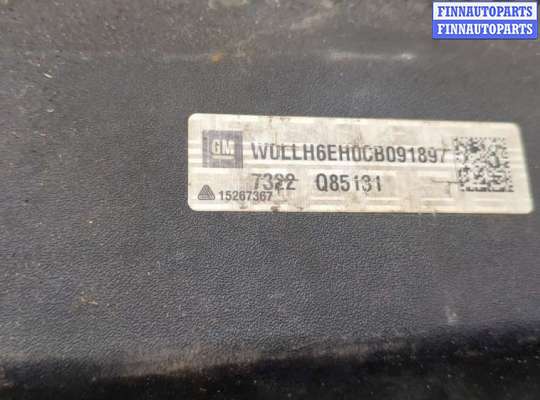 FINNAUTOPARTS
FINNAUTOPARTS
GM W0LLH6EH0CB091897
7322 Q85131
15267367